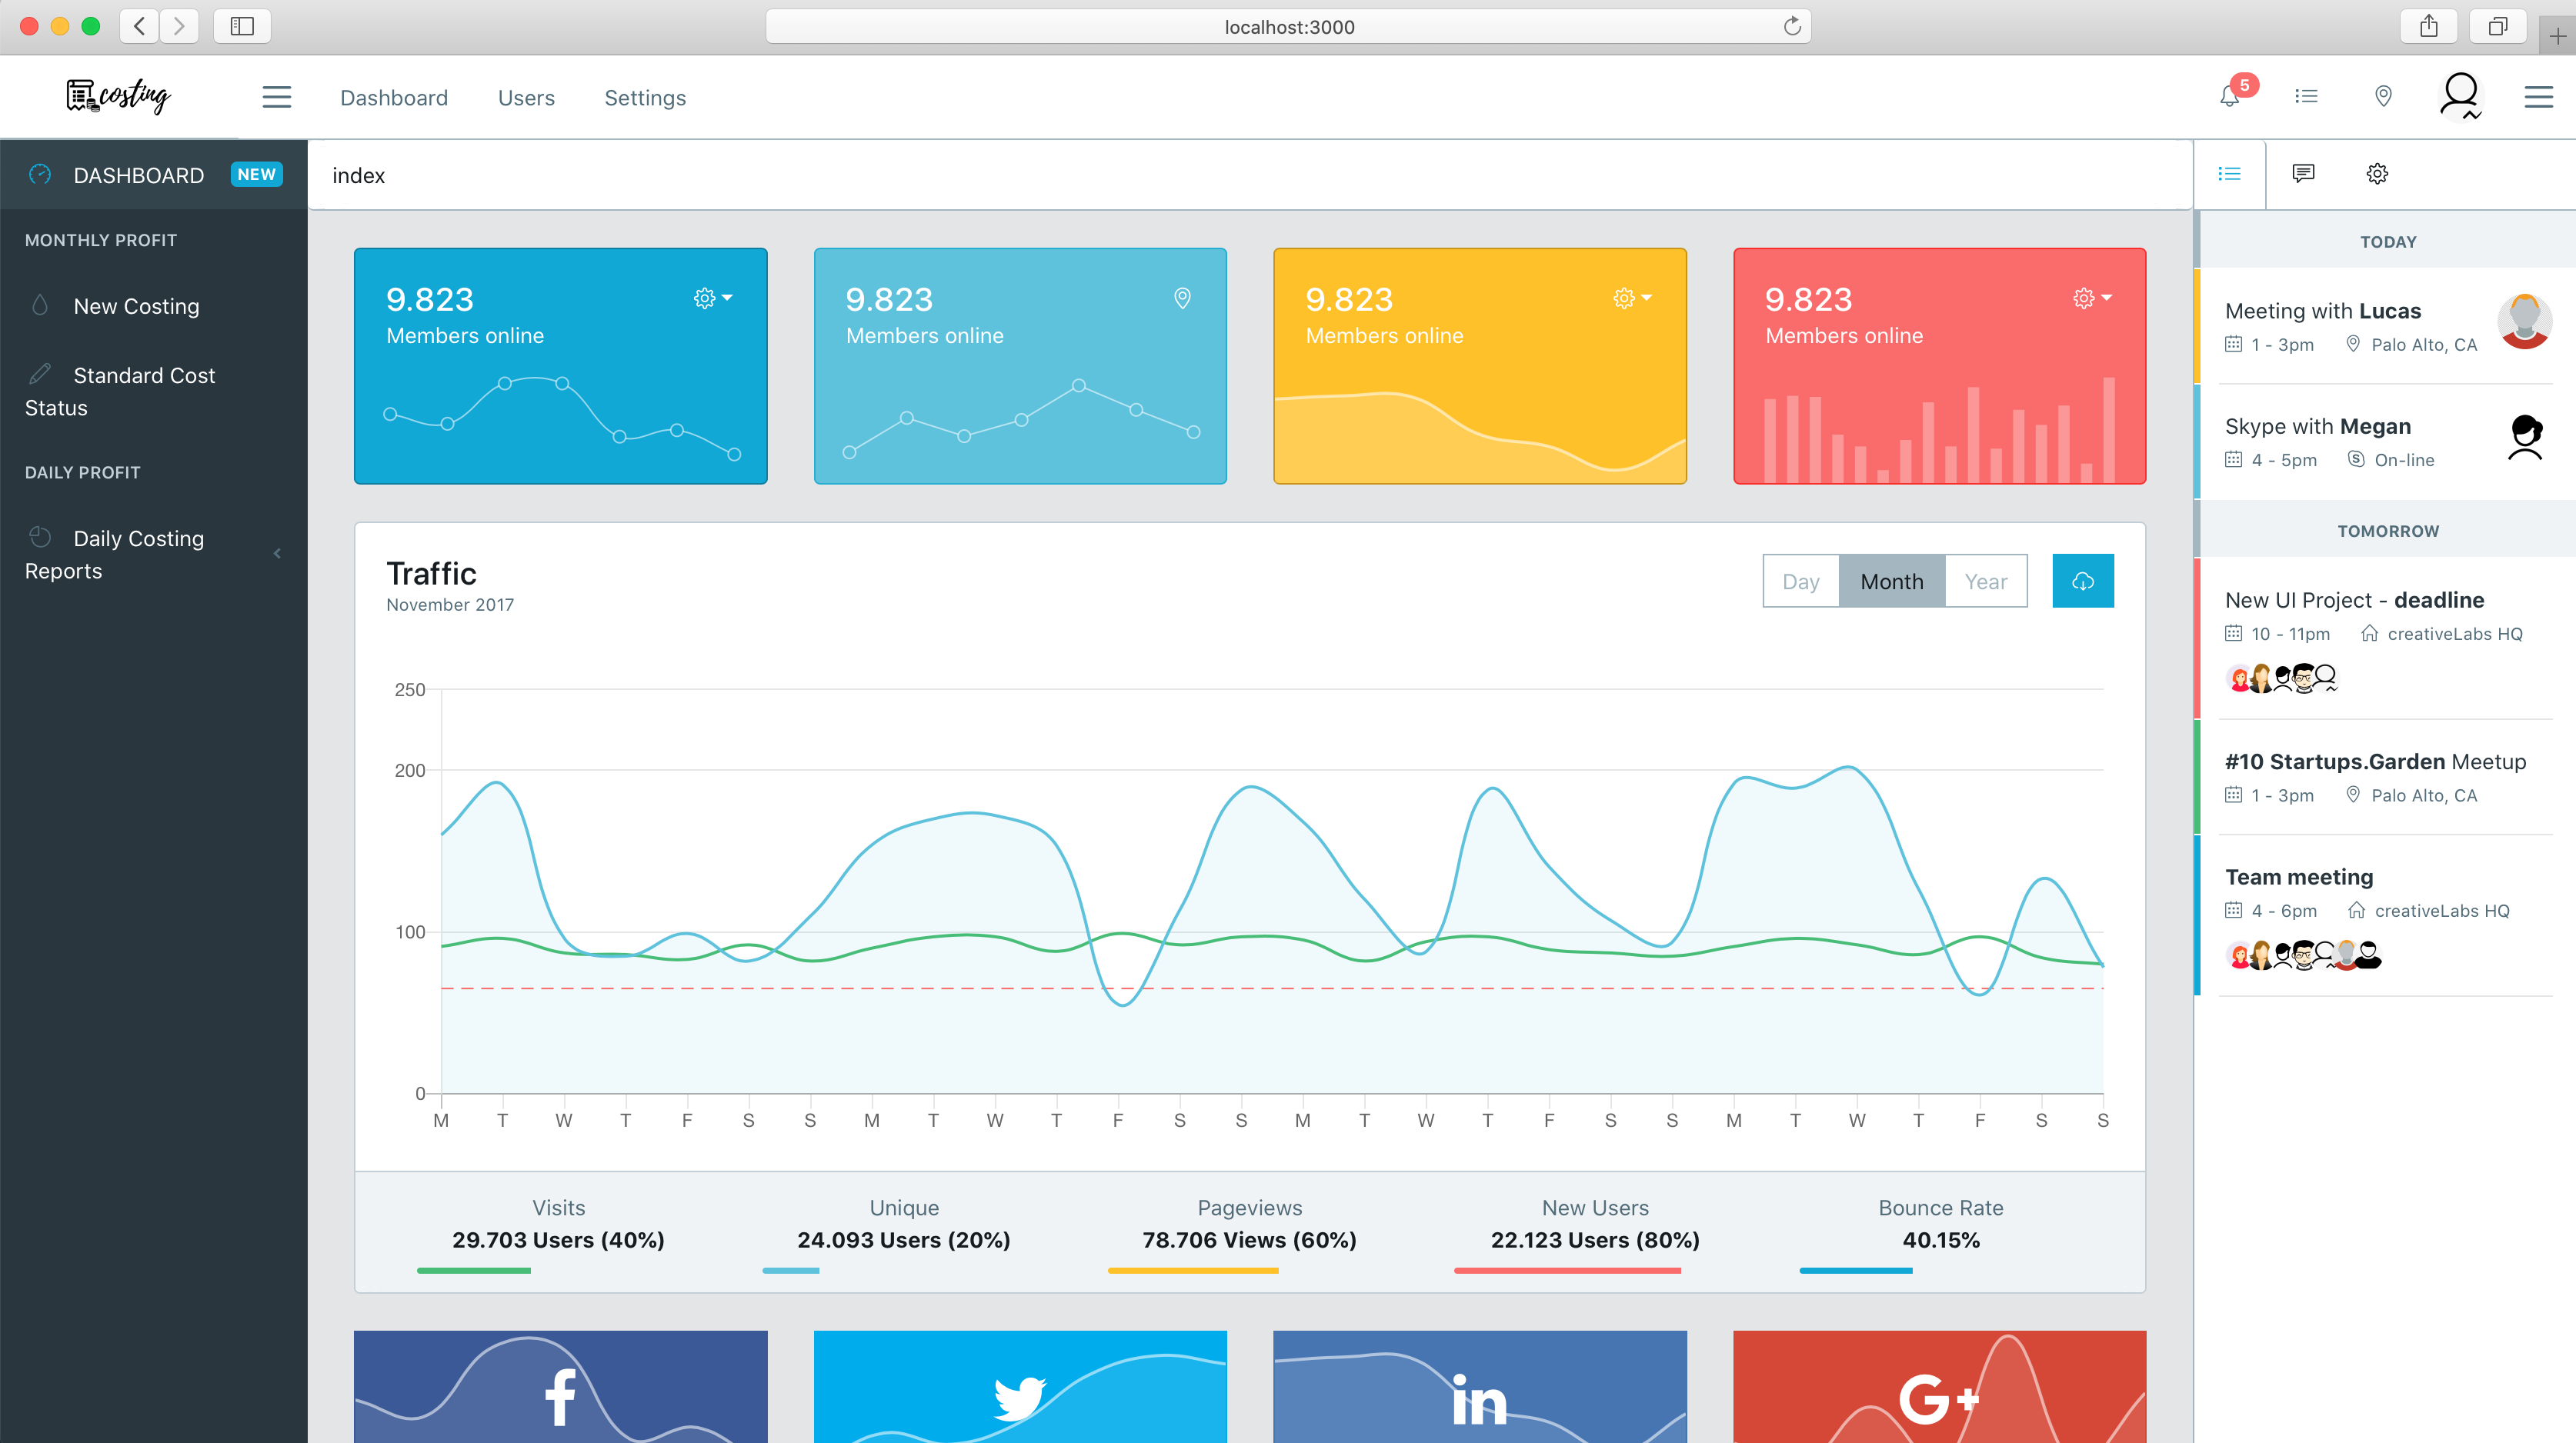 localhost:3000
costing
Dashboard
Users
Settings
5
DASHBOARD
NEW
MONTHLY PROFIT
New Costing
Standard Cost
Status
DAILY PROFIT
Daily Costing
Reports
index
9.823
Members online
9.823
Members online
9.823
Members online
9.823
Members online
Traffic
November 2017
Day
Month
Year
250
200
100
0
M T W T F S S M T W T F S S M T W T F S S M T W T F S S
Visits
29.703 Users (40%)
Unique
24.093 Users (20%)
Pageviews
78.706 Views (60%)
New Users
22.123 Users (80%)
Bounce Rate
40.15%
f
in
G+
TODAY
Meeting with Lucas
1 - 3pm
Palo Alto, CA
Skype with Megan
4 - 5pm
On-line
TOMORROW
New UI Project - deadline
10 - 11pm
creativeLabs HQ
#10 Startups.Garden Meetup
1 - 3pm
Palo Alto, CA
Team meeting
4 - 6pm
creativeLabs HQ